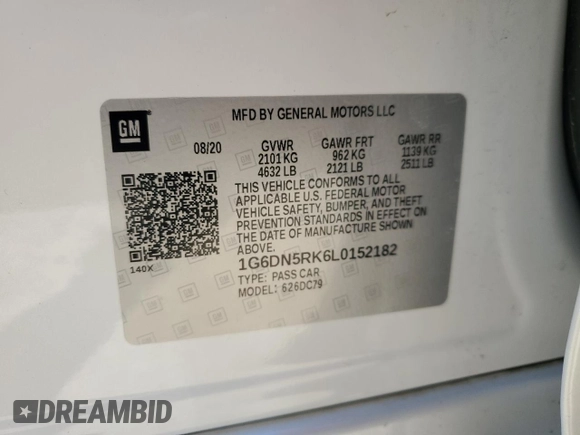 MFD BY GENERAL MOTORS LLC
GM
08/20 GVWR GAWR FRT GAWR RR
2101 KG 962 KG 1139 KG
4632 LB 2121 LB 2511 LB
THIS VEHICLE CONFORMS TO ALL
APPLICABLE U.S. FEDERAL MOTOR
VEHICLE SAFETY, BUMPER, AND THEFT
PREVENTION STANDARDS IN EFFECT ON
THE DATE OF MANUFACTURE SHOWN
ABOVE.
140X
1G6DN5RK6L0152182
TYPE: PASS CAR
MODEL: 626DC79
DREAMBID